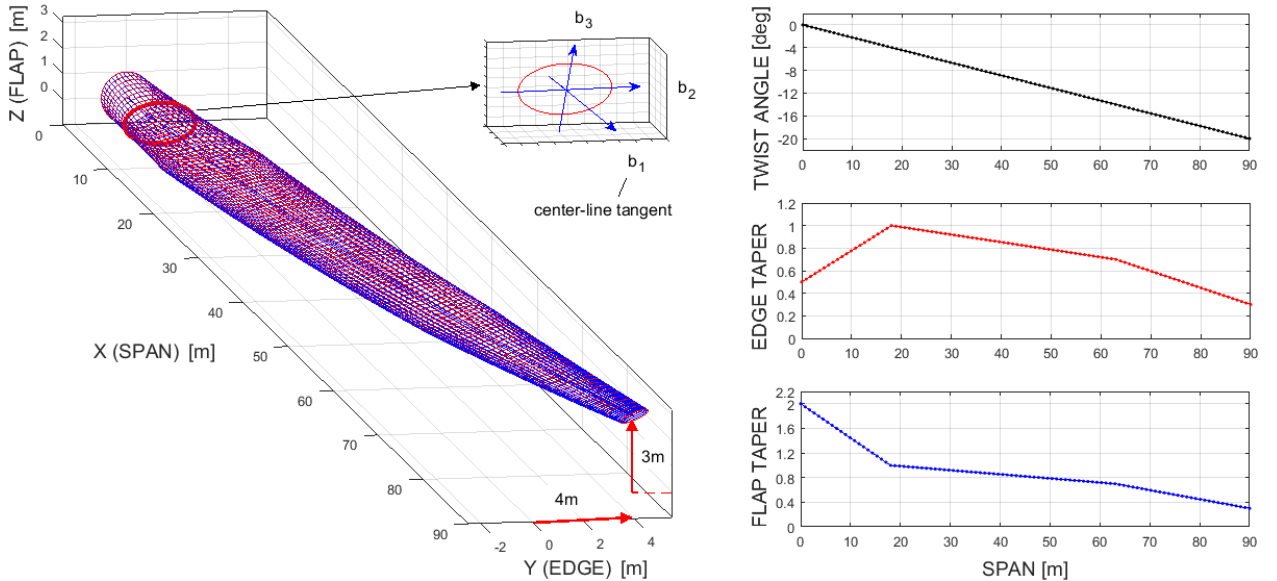 Z (FLAP) [m]
3
2
1
0
0
10
20
30
40
50
60
70
80
90
X (SPAN) [m]
-2
0
2
4
Y (EDGE) [m]
4m
3m
b3
b2
b1
center-line tangent
TWIST ANGLE [deg]
0
-4
-8
-12
-16
-20
0 10 20 30 40 50 60 70 80 90
EDGE TAPER
1.2
1
0.8
0.6
0.4
0.2
0
0 10 20 30 40 50 60 70 80 90
FLAP TAPER
2.2
2
1.6
1.2
0.8
0.4
0
0 10 20 30 40 50 60 70 80 90
SPAN [m]